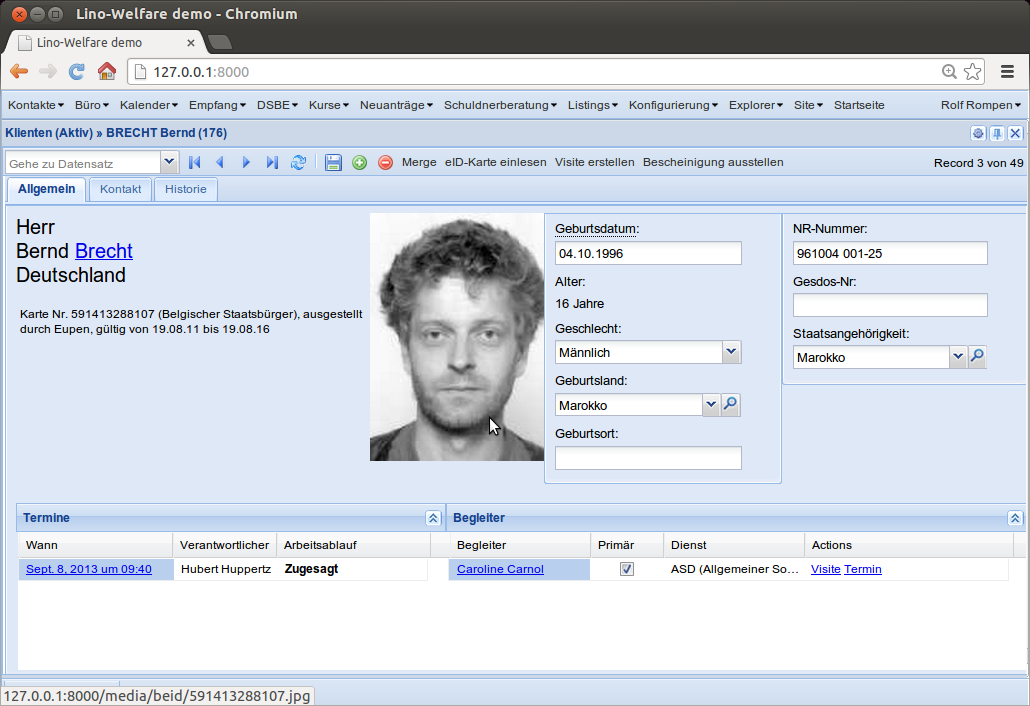 Lino-Welfare demo - Chromium
Lino-Welfare demo
127.0.0.1:8000
Kontakte Büro Kalender Empfang DSBE Kurse Neuanträge Schuldnerberatung Listings Konfigurierung Explorer Site Startseite Rolf Rompen
Klienten (Aktiv) » BRECHT Bernd (176)
Gehe zu Datensatz Merge eID-Karte einlesen Visite erstellen Bescheinigung ausstellen Record 3 von 49
Allgemein Kontakt Historie
Herr
Bernd Brecht
Deutschland
Karte Nr. 591413288107 (Belgischer Staatsbürger), ausgestellt
durch Eupen, gültig von 19.08.11 bis 19.08.16
Geburtsdatum:
04.10.1996
Alter:
16 Jahre
Geschlecht:
Männlich
Geburtsland:
Marokko
Geburtsort:
NR-Nummer:
961004 001-25
Gesdos-Nr:
Staatsangehörigkeit:
Marokko
Termine
Wann Verantwortlicher Arbeitsablauf
Sept. 8, 2013 um 09:40 Hubert Huppertz Zugesagt
Begleiter
Begleiter Primär Dienst Actions
Caroline Carnol ASD (Allgemeiner So... Visite Termin
127.0.0.1:8000/media/beid/591413288107.jpg